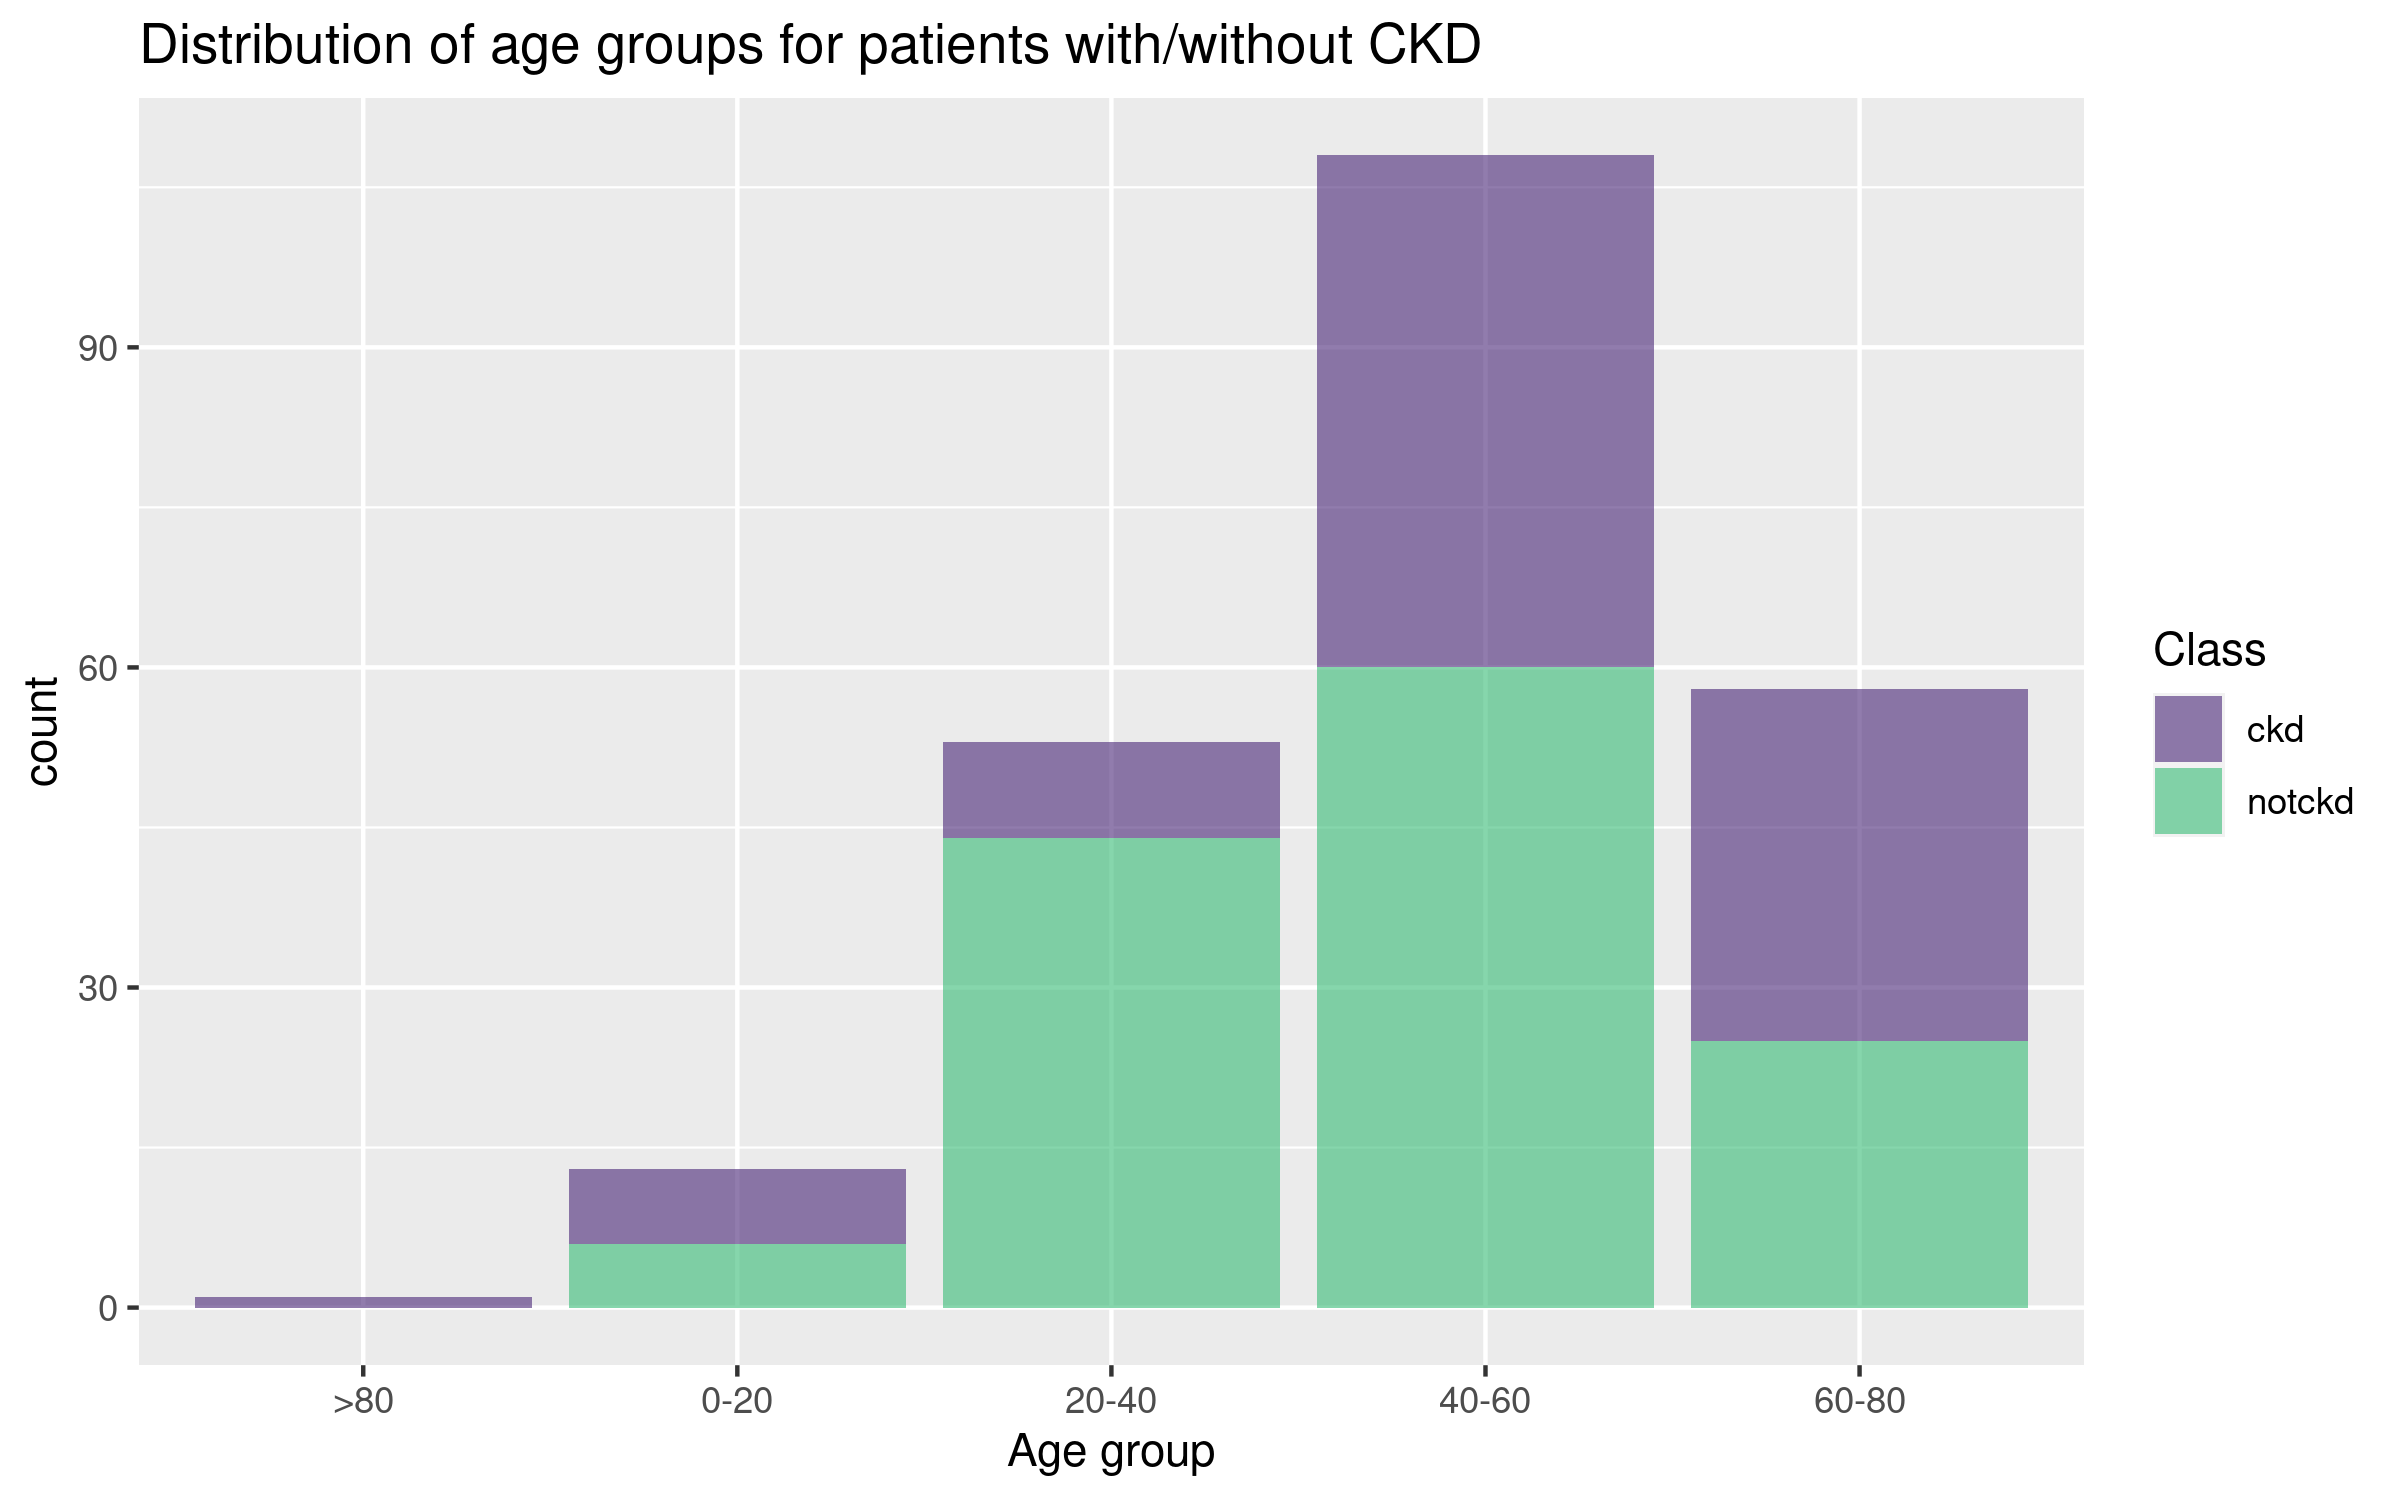 Distribution of age groups for patients with/without CKD
count
90
60
30
0
>80
0-20
20-40
40-60
60-80
Age group
Class
ckd
notckd